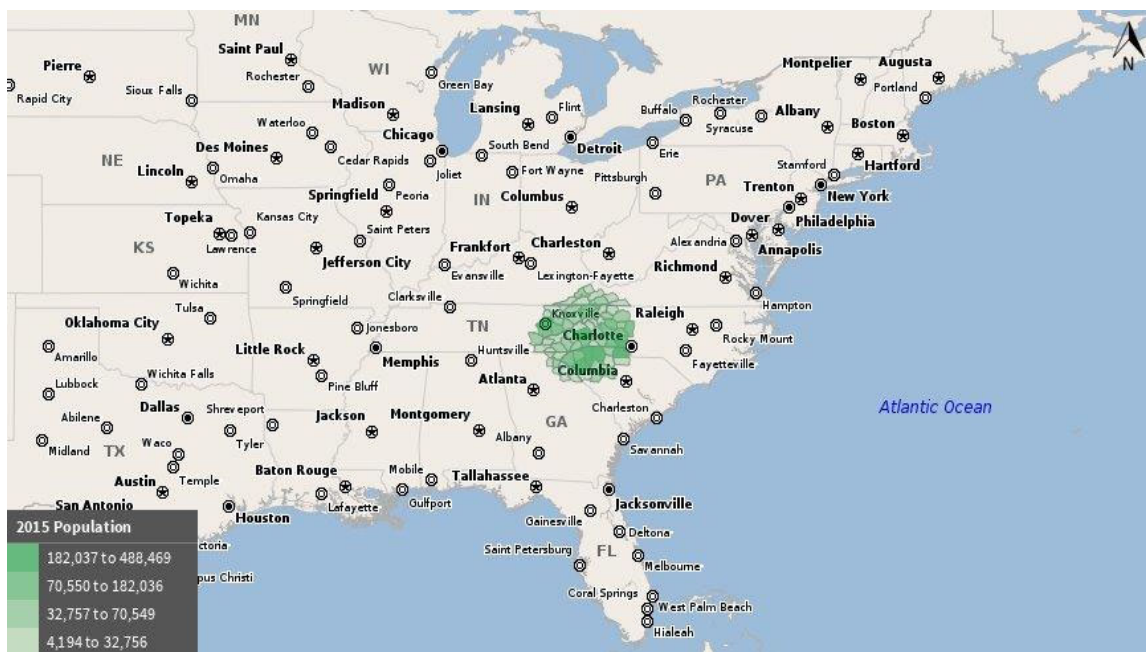 MN
Saint Paul
Pierre
WI
Montpelier
Augusta
N
Rochester
Green Bay
Portland
Rapid City
Sioux Falls
Madison
Lansing
Flint
Buffalo
Rochester
Albany
Syracuse
Boston
Waterloo
Chicago
Detroit
Des Moines
Cedar Rapids
South Bend
Erie
NE
Hartford
Lincoln
Omaha
Joliet
Fort Wayne
Stamford
Pittsburgh
PA
Trenton
Springfield
Peoria
IN
Columbus
New York
Topeka
Kansas City
Saint Peters
Dover
Philadelphia
KS
Lawrence
Frankfort
Charleston
Alexandria
Annapolis
Jefferson City
Evansville
Lexington-Fayette
Richmond
Wichita
Springfield
Clarksville
Hampton
Tulsa
Knoxville
Raleigh
Oklahoma City
Jonesboro
TN
Charlotte
Rocky Mount
Amarillo
Little Rock
Memphis
Huntsville
Fayetteville
Wichita Falls
Pine Bluff
Atlanta
Columbia
Lubbock
Dallas
Shreveport
Jackson
Montgomery
Charleston
Atlantic Ocean
Abilene
GA
Midland
TX
Waco
Tyler
Albany
Savannah
Austin
Temple
Baton Rouge
Mobile
Tallahassee
San Antonio
Houston
Lafayette
Gulfport
Jacksonville
Gainesville
2015 Population
Deltona
ctoria
Saint Petersburg
FL
182,037 to 488,469
Melbourne
70,550 to 182,036
pus Christi
Coral Springs
32,757 to 70,549
West Palm Beach
4,194 to 32,756
Hialeah